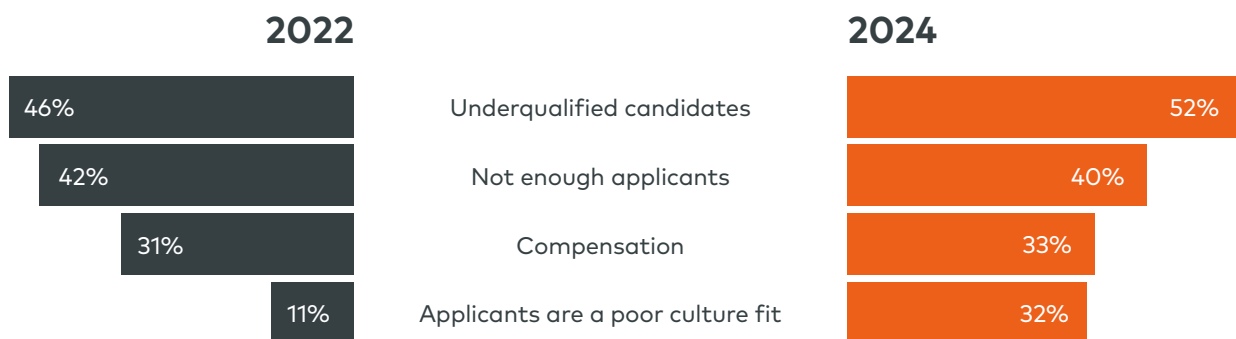 2022 2024
46% Underqualified candidates 52%
42% Not enough applicants 40%
31% Compensation 33%
11% Applicants are a poor culture fit 32%